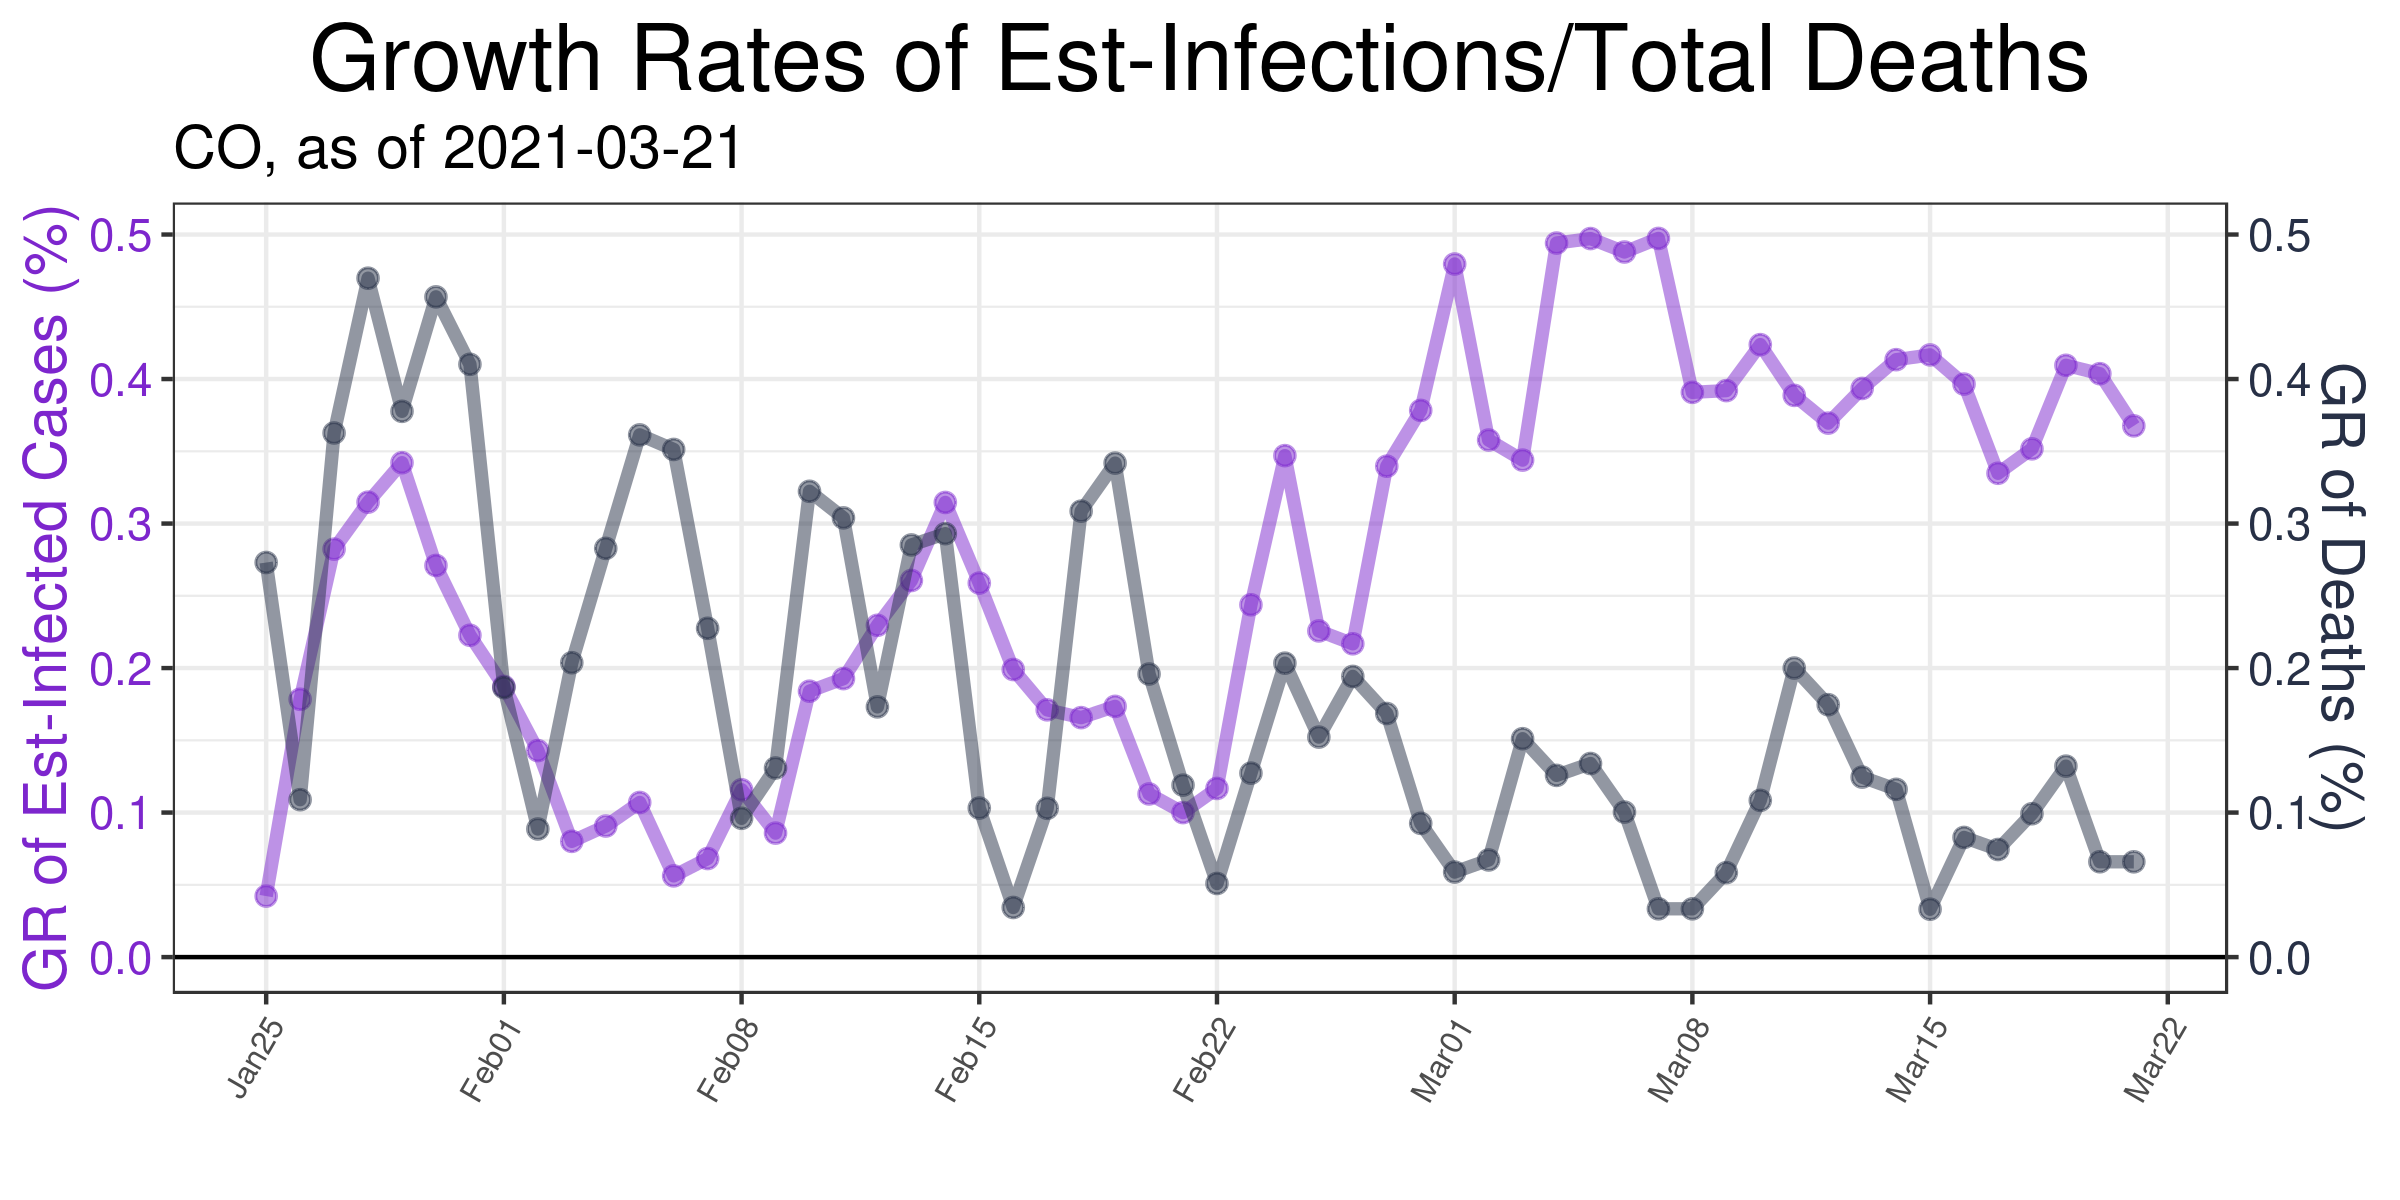 Growth Rates of Est-Infections/Total Deaths
CO, as of 2021-03-21
GR of Est-Infected Cases (%)
0.5
0.4
0.3
0.2
0.1
0.0
0.5
0.4
0.3
0.2
0.1
0.0
GR of Deaths (%)
Jan25
Feb01
Feb08
Feb15
Feb22
Mar01
Mar08
Mar15
Mar22